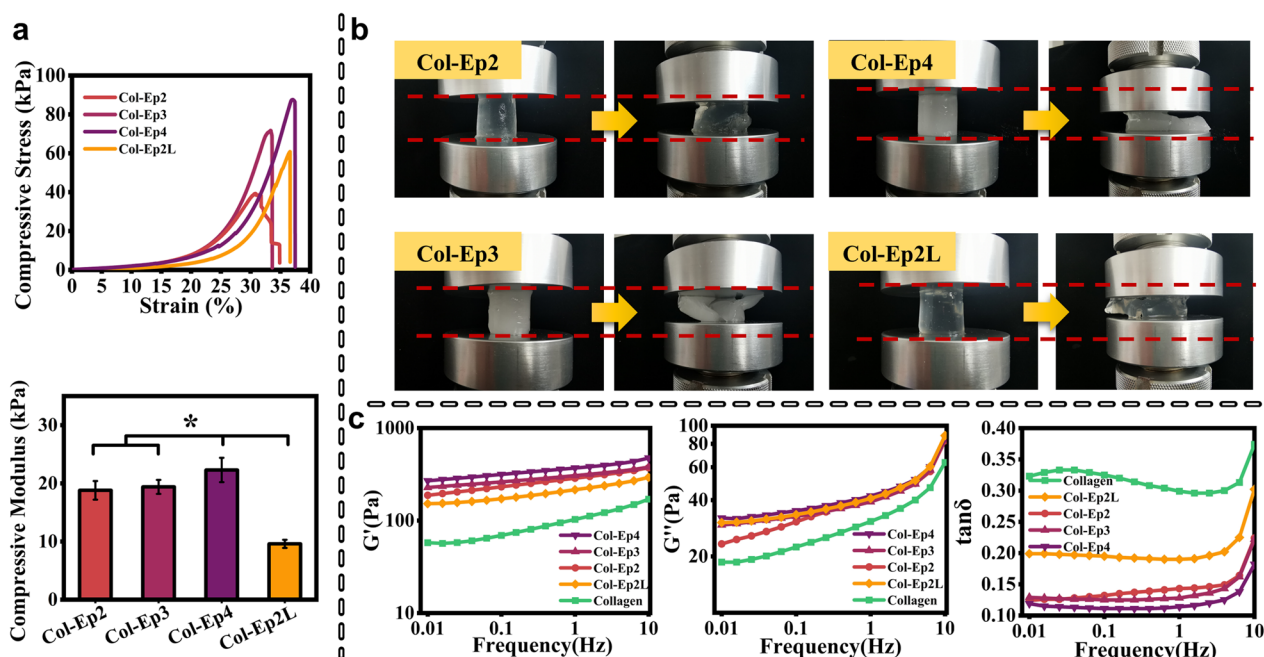 a
Compressive Stress (kPa)
100
80
60
40
20
0
Col-Ep2
Col-Ep3
Col-Ep4
Col-Ep2L
0 5 10 15 20 25 30 35 40
Strain (%)
Compressive Modulus (kPa)
30
20
10
0
*
Col-Ep2 Col-Ep3 Col-Ep4 Col-Ep2L
b
Col-Ep2
Col-Ep4
Col-Ep3
Col-Ep2L
c
G'(Pa)
1000
100
10
Col-Ep4
Col-Ep3
Col-Ep2
Col-Ep2L
Collagen
0.01 0.1 1 10
Frequency(Hz)
G''(Pa)
100
80
60
40
20
Col-Ep4
Col-Ep3
Col-Ep2
Col-Ep2L
Collagen
0.01 0.1 1 10
Frequency(Hz)
tanδ
0.40
0.35
0.30
0.25
0.20
0.15
0.10
Collagen
Col-Ep2L
Col-Ep2
Col-Ep3
Col-Ep4
0.01 0.1 1 10
Frequency(Hz)